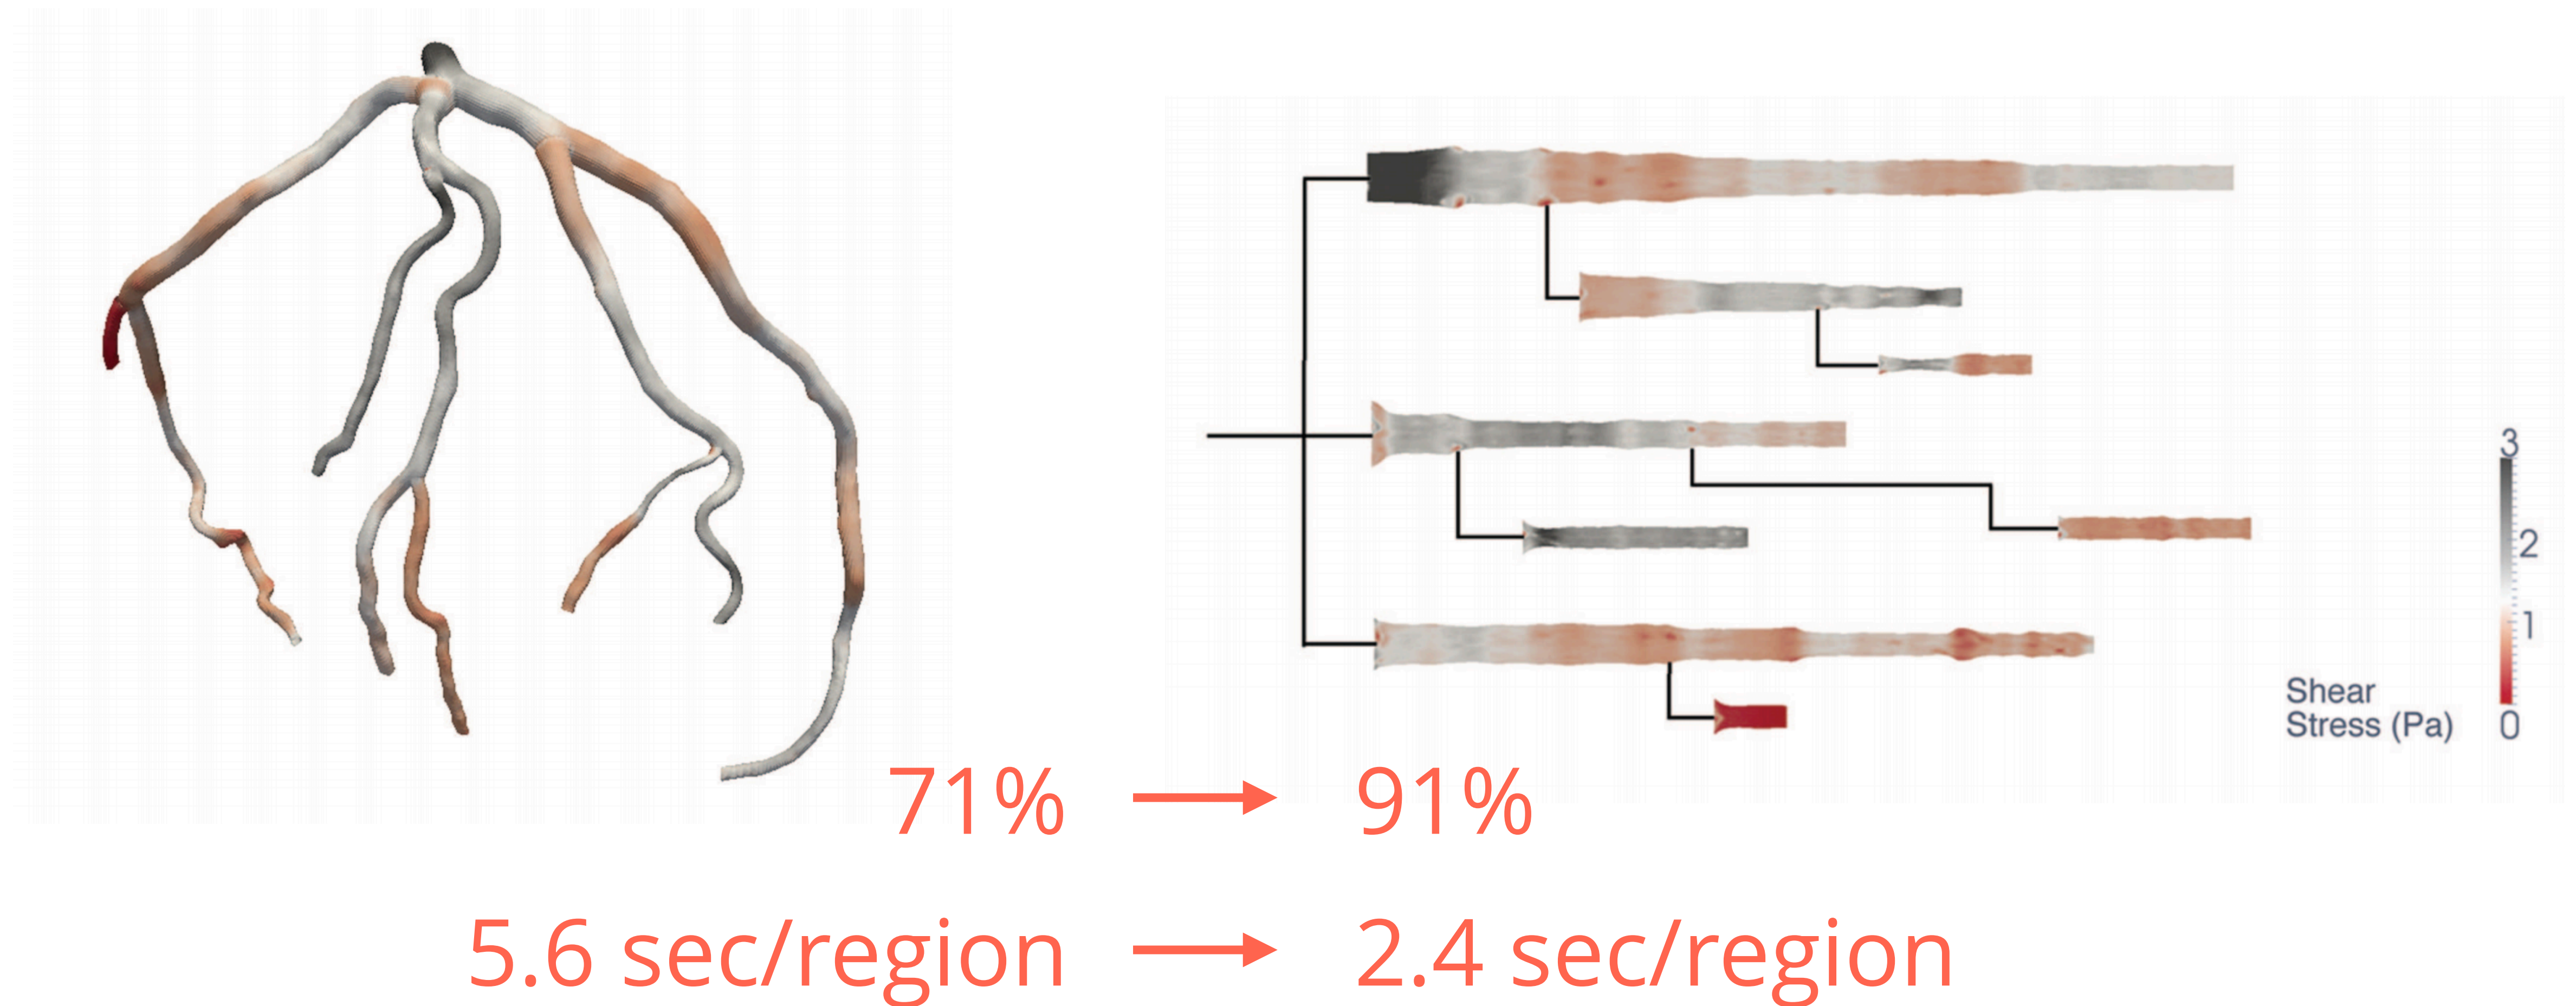 3
2
1
0
Shear
Stress (Pa)
71% → 91%
5.6 sec/region → 2.4 sec/region